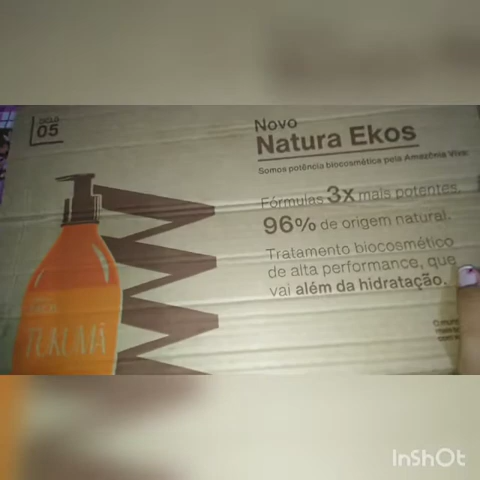 CICLO
05
Novo
Natura Ekos
Somos potência biocosmética pela Amazônia Viva
Fórmulas 3x mais potentes,
96% de origem natural.
Tratamento biocosmético
de alta performance, que
vai além da hidratação.
TUKUMÃ
InShOt